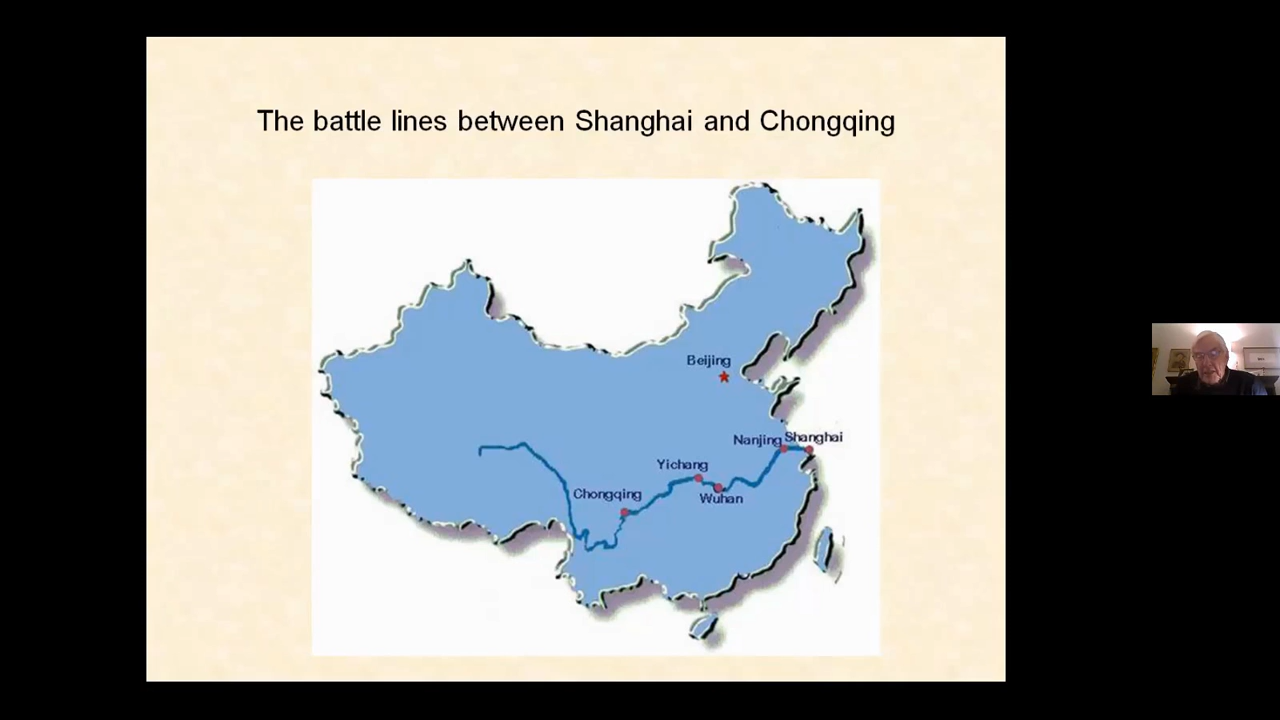 The battle lines between Shanghai and Chongqing
Beijing
Nanjing Shanghai
Yichang
Chongqing
Wuhan